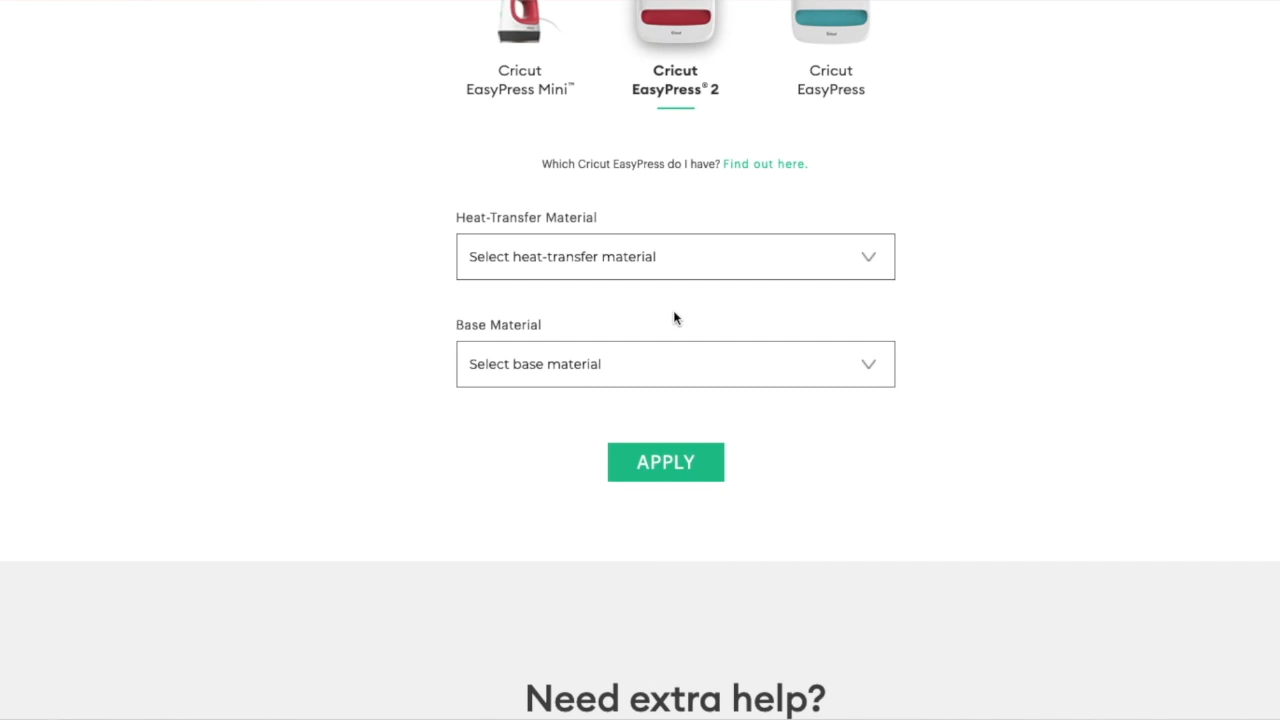 Cricut
EasyPress Mini™
Cricut
EasyPress® 2
Cricut
EasyPress
Which Cricut EasyPress do I have? Find out here.
Heat-Transfer Material
Select heat-transfer material
Base Material
Select base material
APPLY
Need extra help?